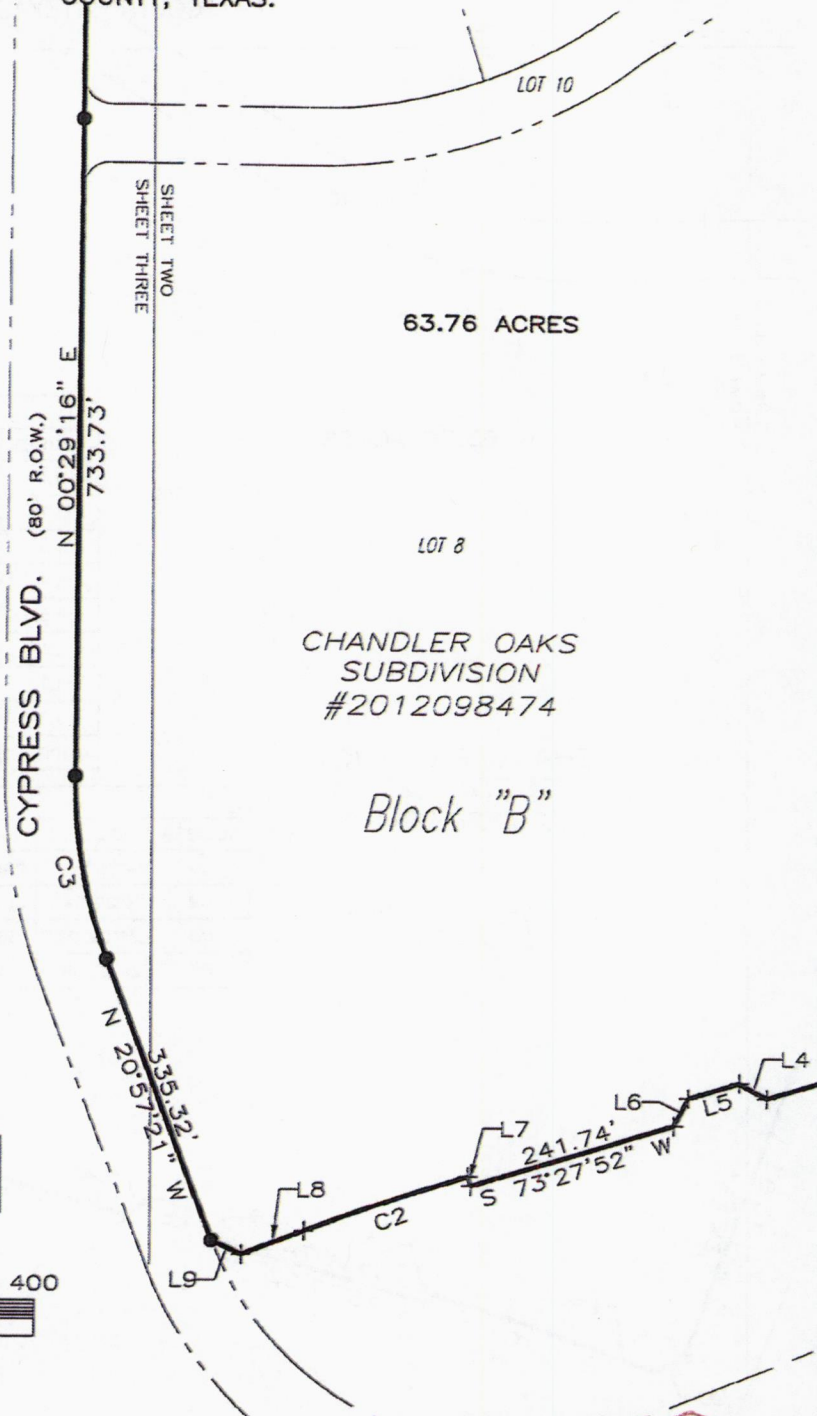 COUNTY, TEXAS.
LOT 10
SHEET TWO
SHEET THREE
63.76 ACRES
N 00°29'16" E
733.73'
CYPRESS BLVD. (80' R.O.W.)
LOT 8
CHANDLER OAKS
SUBDIVISION
#2012098474
Block "B"
C3
N 20°57'21" W
335.32'
L4
L5
L6
L7
241.74'
S 73°27'52" W
L8
C2
L9
400